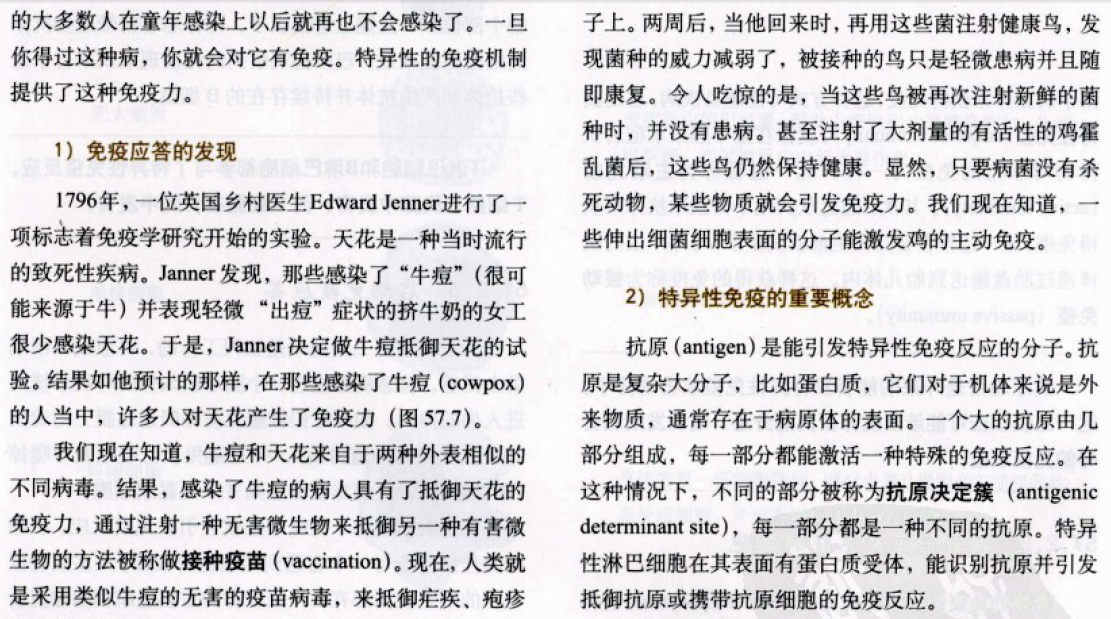 的大多数人在童年感染上以后就再也不会感染了。一旦
你得过这种病，你就会对它有免疫。特异性的免疫机制
提供了这种免疫力。
1）免疫应答的发现
1796年，一位英国乡村医生Edward Jenner进行了一
项标志着免疫学研究开始的实验。天花是一种当时流行
的致死性疾病。Janner 发现，那些感染了“牛痘”（很可
能来源于牛）并表现轻微“出痘”症状的挤牛奶的女工
很少感染天花。于是，Janner 决定做牛痘抵御天花的试
验。结果如他预计的那样，在那些感染了牛痘（cowpox）
的人当中，许多人对天花产生了免疫力（图 57.7）。
我们现在知道，牛痘和天花来自于两种外表相似的
不同病毒。结果，感染了牛痘的病人具有了抵御天花的
免疫力，通过注射一种无害微生物来抵御另一种有害微
生物的方法被称做接种疫苗（vaccination）。现在，人类就
是采用类似牛痘的无害的疫苗病毒，来抵御疟疾、疱疹
子上。两周后，当他回来时，再用这些菌注射健康鸟，发
现菌种的威力减弱了，被接种的鸟只是轻微患病并且随
即康复。令人吃惊的是，当这些鸟被再次注射新鲜的菌
种时，并没有患病。甚至注射了大剂量的有活性的鸡霍
乱菌后，这些鸟仍然保持健康。显然，只要病菌没有杀
死动物，某些物质就会引发免疫力。我们现在知道，一
些伸出细菌细胞表面的分子能激发鸡的主动免疫。
2）特异性免疫的重要概念
抗原（antigen）是能引发特异性免疫反应的分子。抗
原是复杂大分子，比如蛋白质，它们对于机体来说是外
来物质，通常存在于病原体的表面。一个大的抗原由几
部分组成，每一部分都能激活一种特殊的免疫反应。在
这种情况下，不同的部分被称为抗原决定簇（antigenic
determinant site），每一部分都是一种不同的抗原。特异
性淋巴细胞在其表面有蛋白质受体，能识别抗原并引发
抵御抗原或携带抗原细胞的免疫反应。